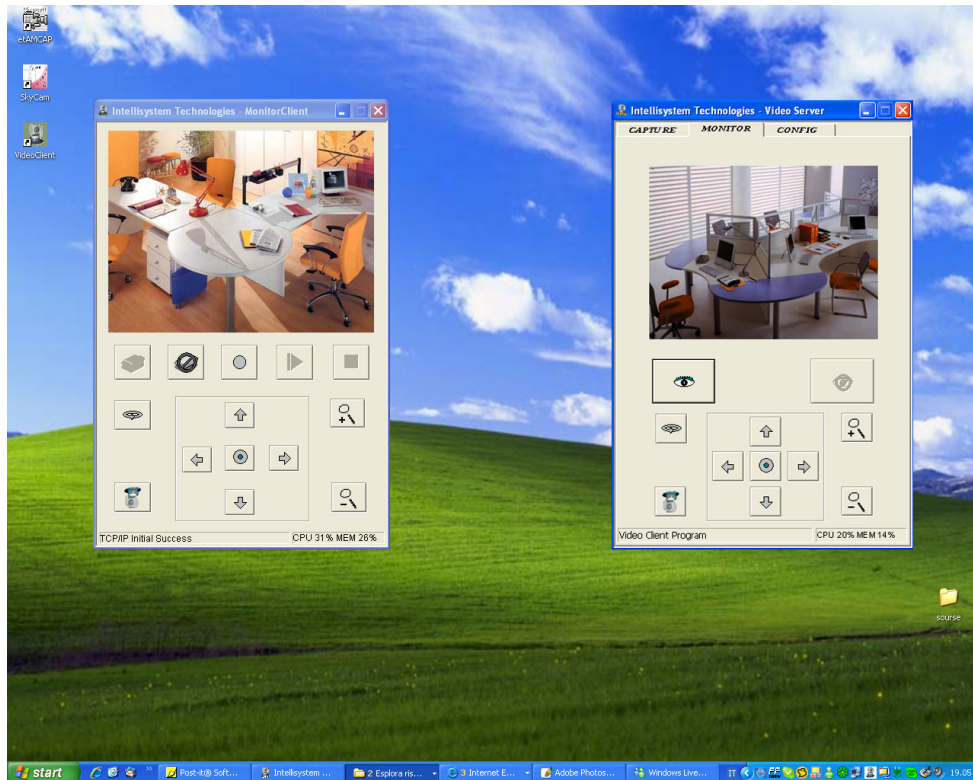 etAMCAP
SkyCam
VideoClient
Intellisystem Technologies - MonitorClient
TCP/IP Initial Success
CPU 31% MEM 26%
Intellisystem Technologies - Video Server
CAPTURE
MONITOR
CONFIG
Video Client Program
CPU 20% MEM 14%
sourse
start
Post-it® Soft...
Intellisystem ...
2 Esplora ris...
3 Internet E...
Adobe Photos...
Windows Live...
IT
19.05